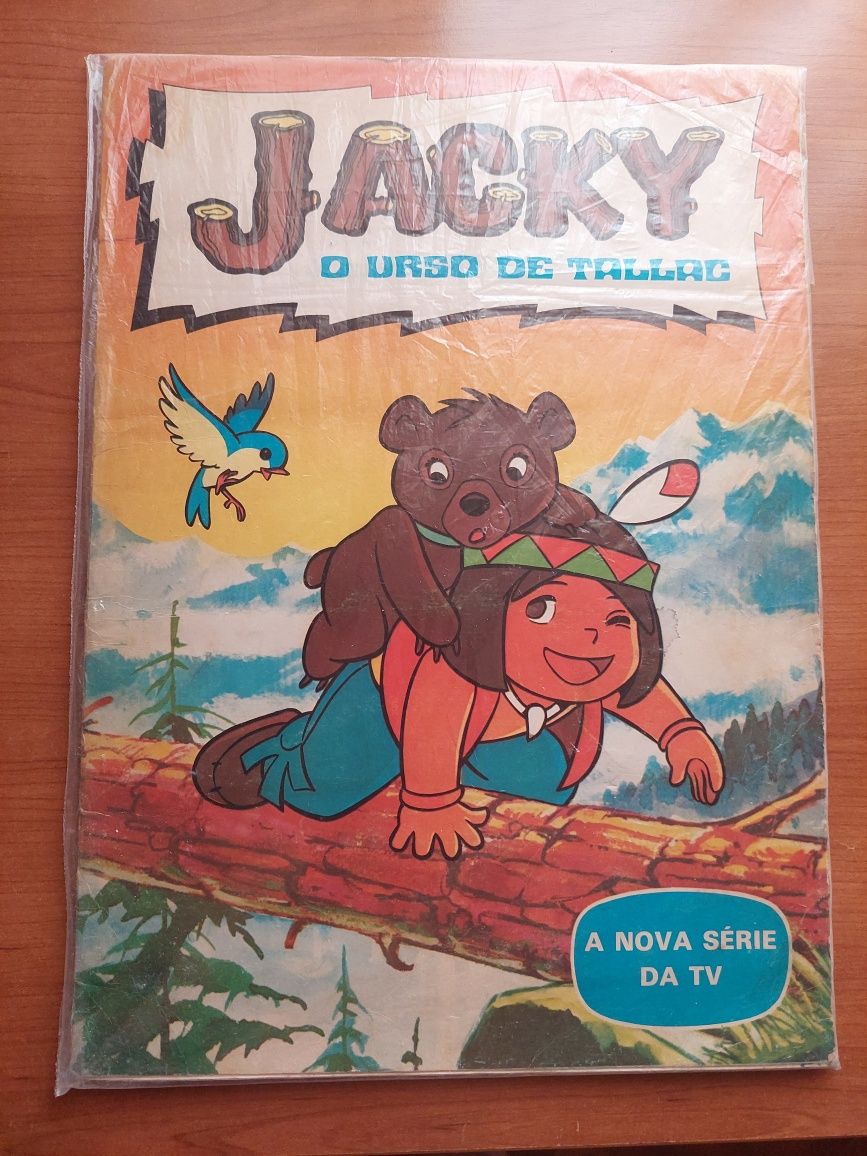 JACKY
O URSO DE TALLAC
A NOVA SÉRIE
DA TV